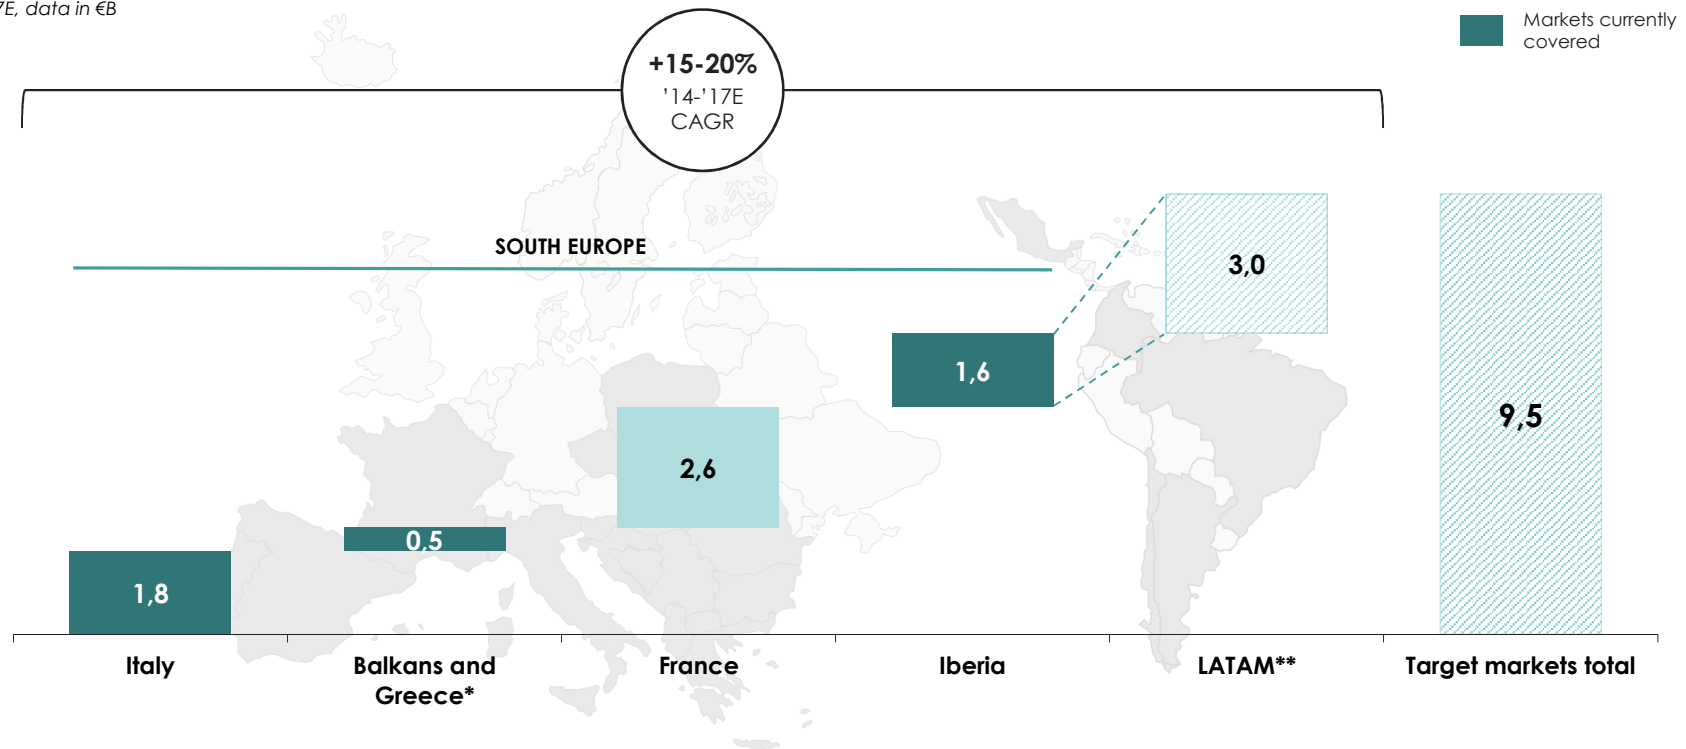 data in €B
Markets currently
covered
+15-20%
’14-’17E
CAGR
SOUTH EUROPE
3,0
1,6
9,5
2,6
0,5
1,8
Italy
Balkans and
Greece*
France
Iberia
LATAM**
Target markets total